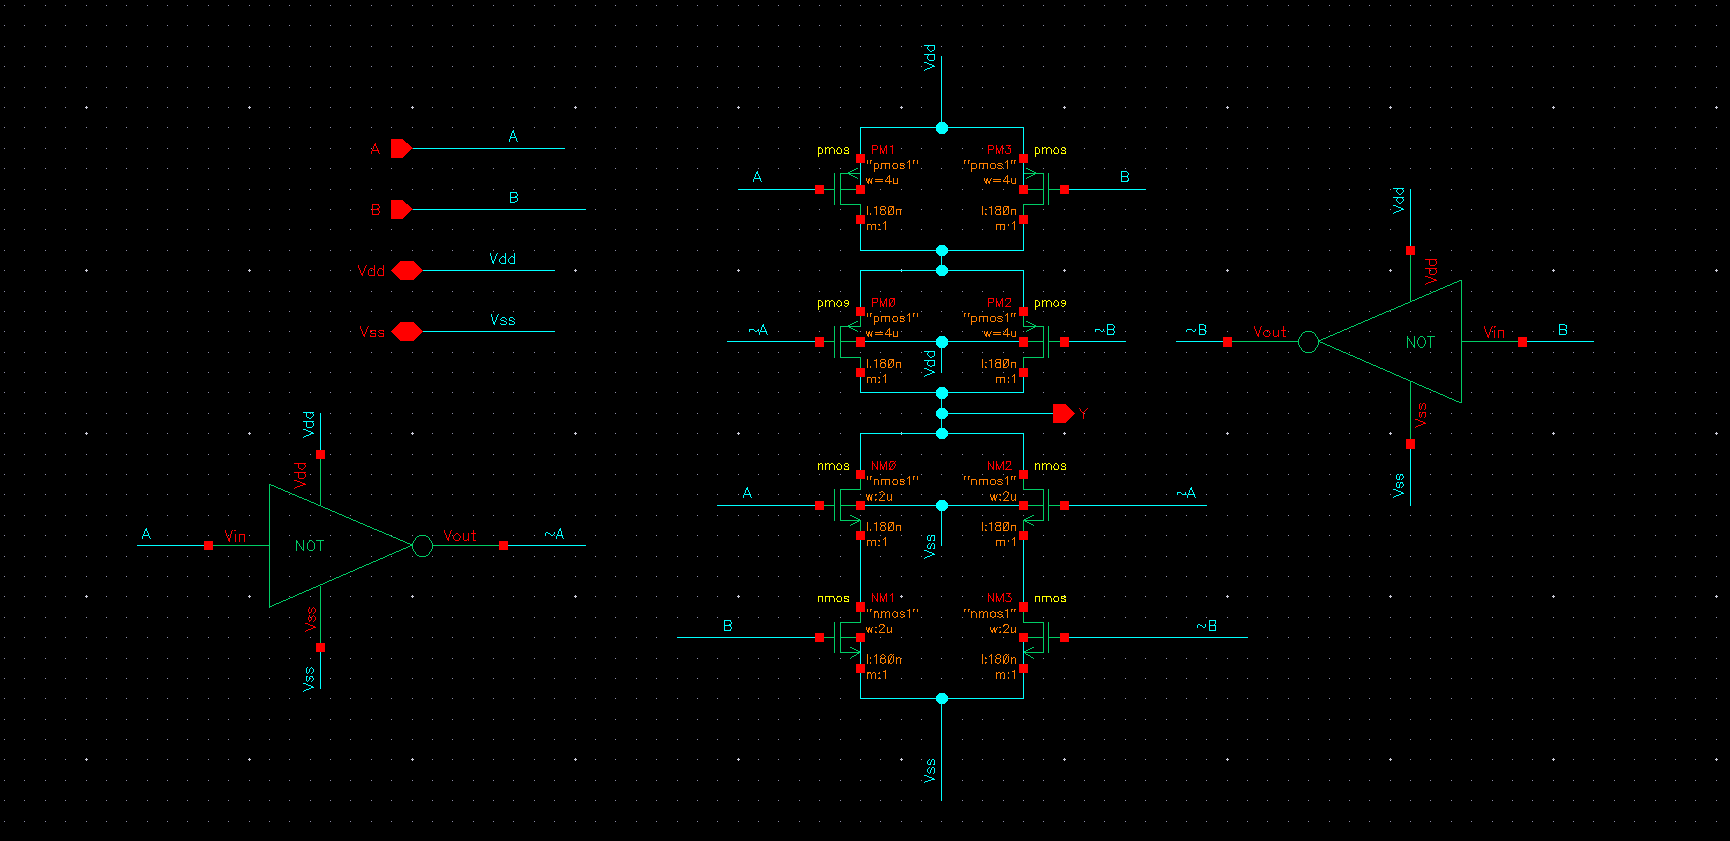 A A
B B
Vdd Vdd
Vss Vss
Vdd
pmos PM1 PM3 pmos
"pmos1" "pmos1"
A w=4u w=4u B
l:180n l:180n
m:1 m:1
pmos PM0 PM2 pmos
"pmos1" "pmos1"
~A w=4u w=4u ~B
Vdd
l:180n l:180n
m:1 m:1
Y
nmos NM0 NM2 nmos
"nmos1" "nmos1"
A w:2u w:2u ~A
l:180n l:180n
m:1 m:1
Vss
nmos NM1 NM3 nmos
"nmos1" "nmos1"
B w:2u w:2u ~B
l:180n l:180n
m:1 m:1
Vss
Vdd
Vdd
A Vin NOT Vout ~A
Vss
Vss
Vdd
Vdd
~B Vout NOT Vin B
Vss
Vss